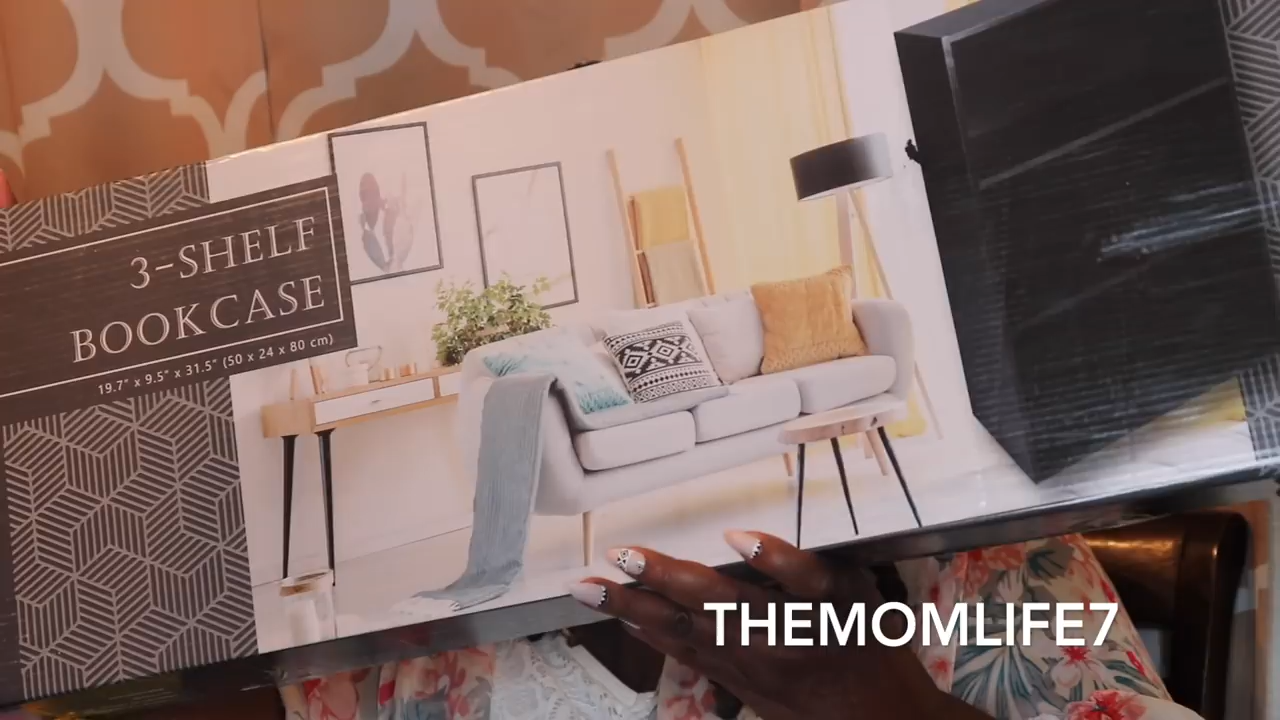 3-SHELF
BOOKCASE
19.7" x 9.5" x 31.5" (50 x 24 x 80 cm)
THEMOMLIFE7